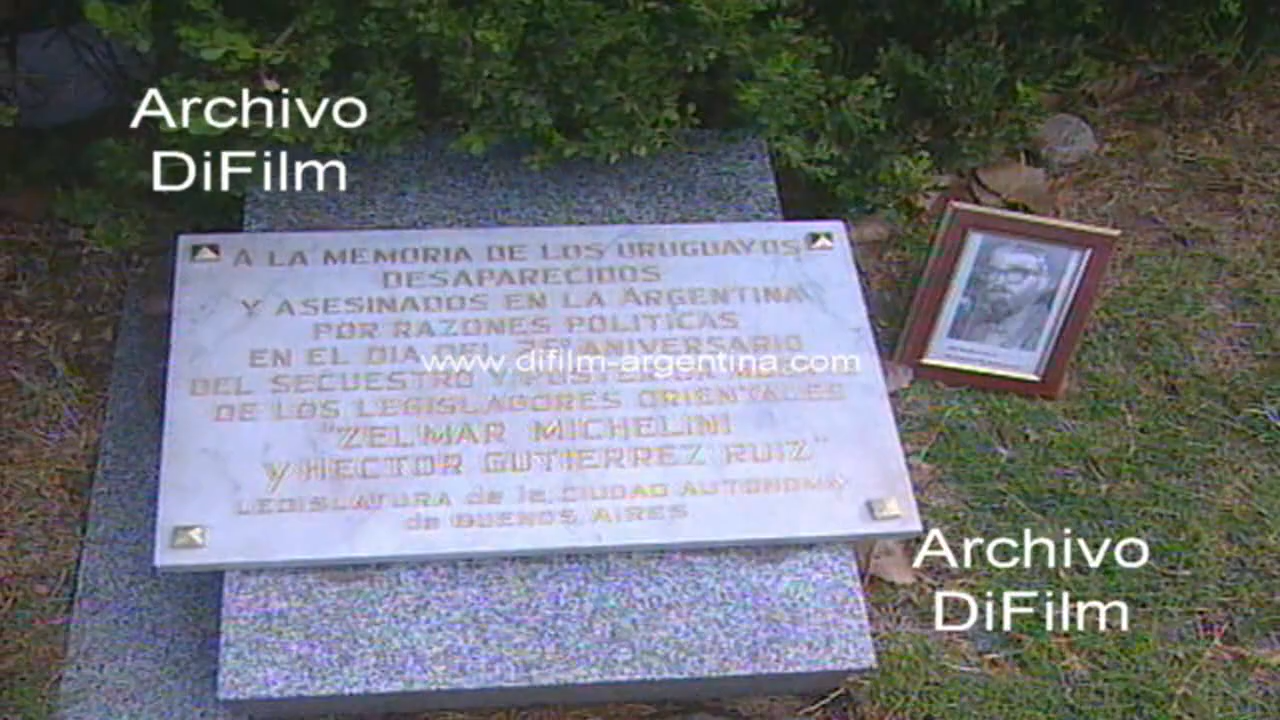 Archivo
DiFilm
A LA MEMORIA DE LOS URUGUAYOS
DESAPARECIDOS
Y ASESINADOS EN LA ARGENTINA
POR RAZONES POLITICAS
EN EL DIA DEL ANIVERSARIO
www.difilm-argentina.com
DEL SECUESTRO Y
DE LOS LEGISLADORES ORIENTALES
"ZELMAR MICHELINI
Y HECTOR GUTIERREZ RUIZ"
LEGISLATURA de la CIUDAD AUTONOMA
de BUENOS AIRES
Archivo
DiFilm